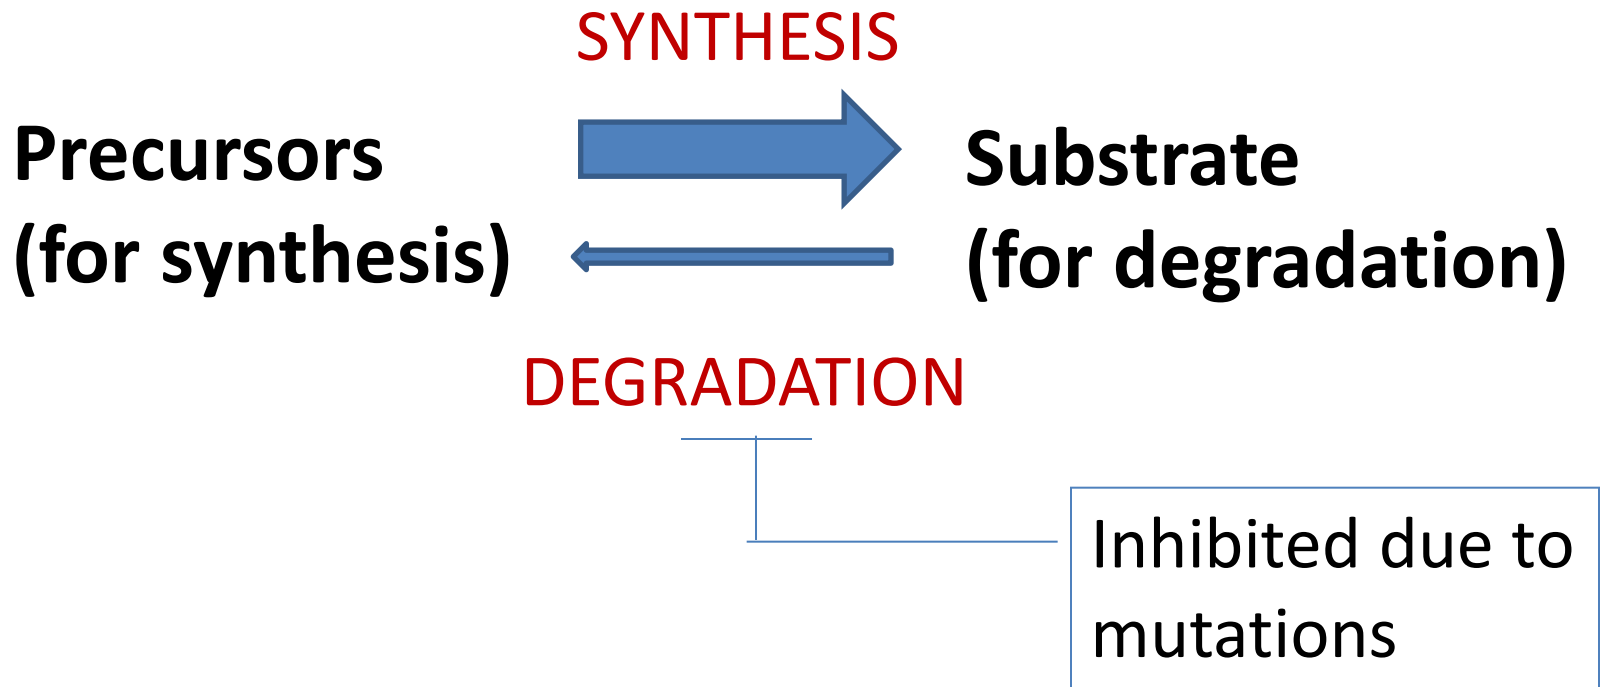 SYNTHESIS
Precursors
(for synthesis)
Substrate
(for degradation)
DEGRADATION
Inhibited due to
mutations